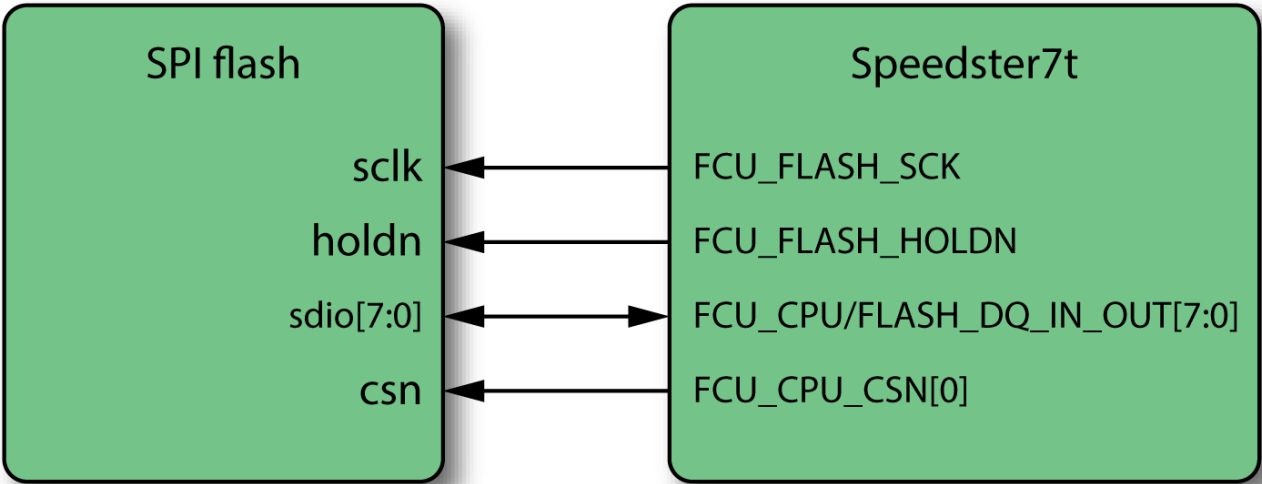 SPI flash
Speedster7t
sclk
FCU_FLASH_SCK
holdn
FCU_FLASH_HOLDN
sdio[7:0]
FCU_CPU/FLASH_DQ_IN_OUT[7:0]
csn
FCU_CPU_CSN[0]